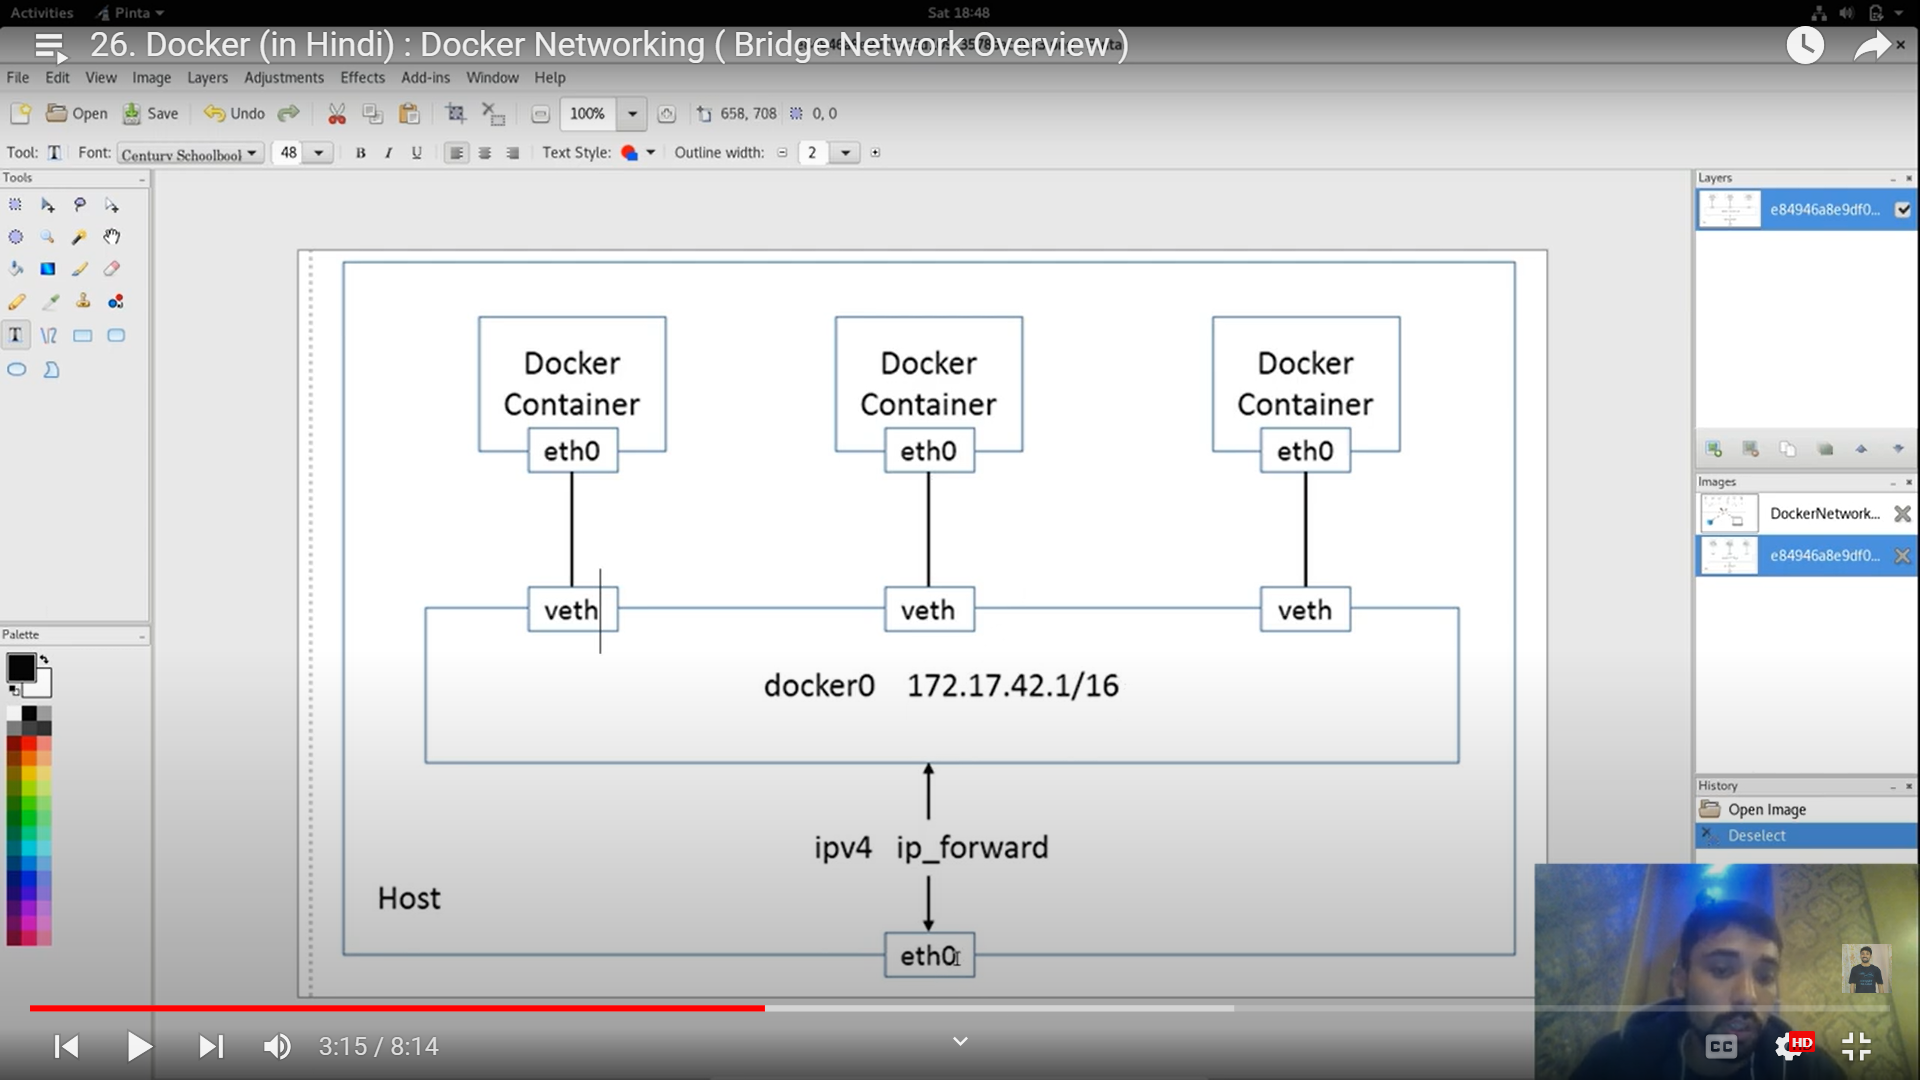 Activities Pinta Sat 18:48
26. Docker (in Hindi) : Docker Networking ( Bridge Network Overview )
File Edit View Image Layers Adjustments Effects Add-ins Window Help
Open Save Undo 100% 658, 708 0, 0
Tool: T Font: Century Schoolbool 48 B I U Text Style: Outline width: 2
Tools
Layers
e84946a8e9df0...
Docker Container
eth0
Docker Container
eth0
Docker Container
eth0
veth
veth
veth
docker0 172.17.42.1/16
ipv4 ip_forward
Host
eth0
Images
DockerNetwork...
e84946a8e9df0...
Palette
History
Open Image
Deselect
3:15 / 8:14
CC
HD